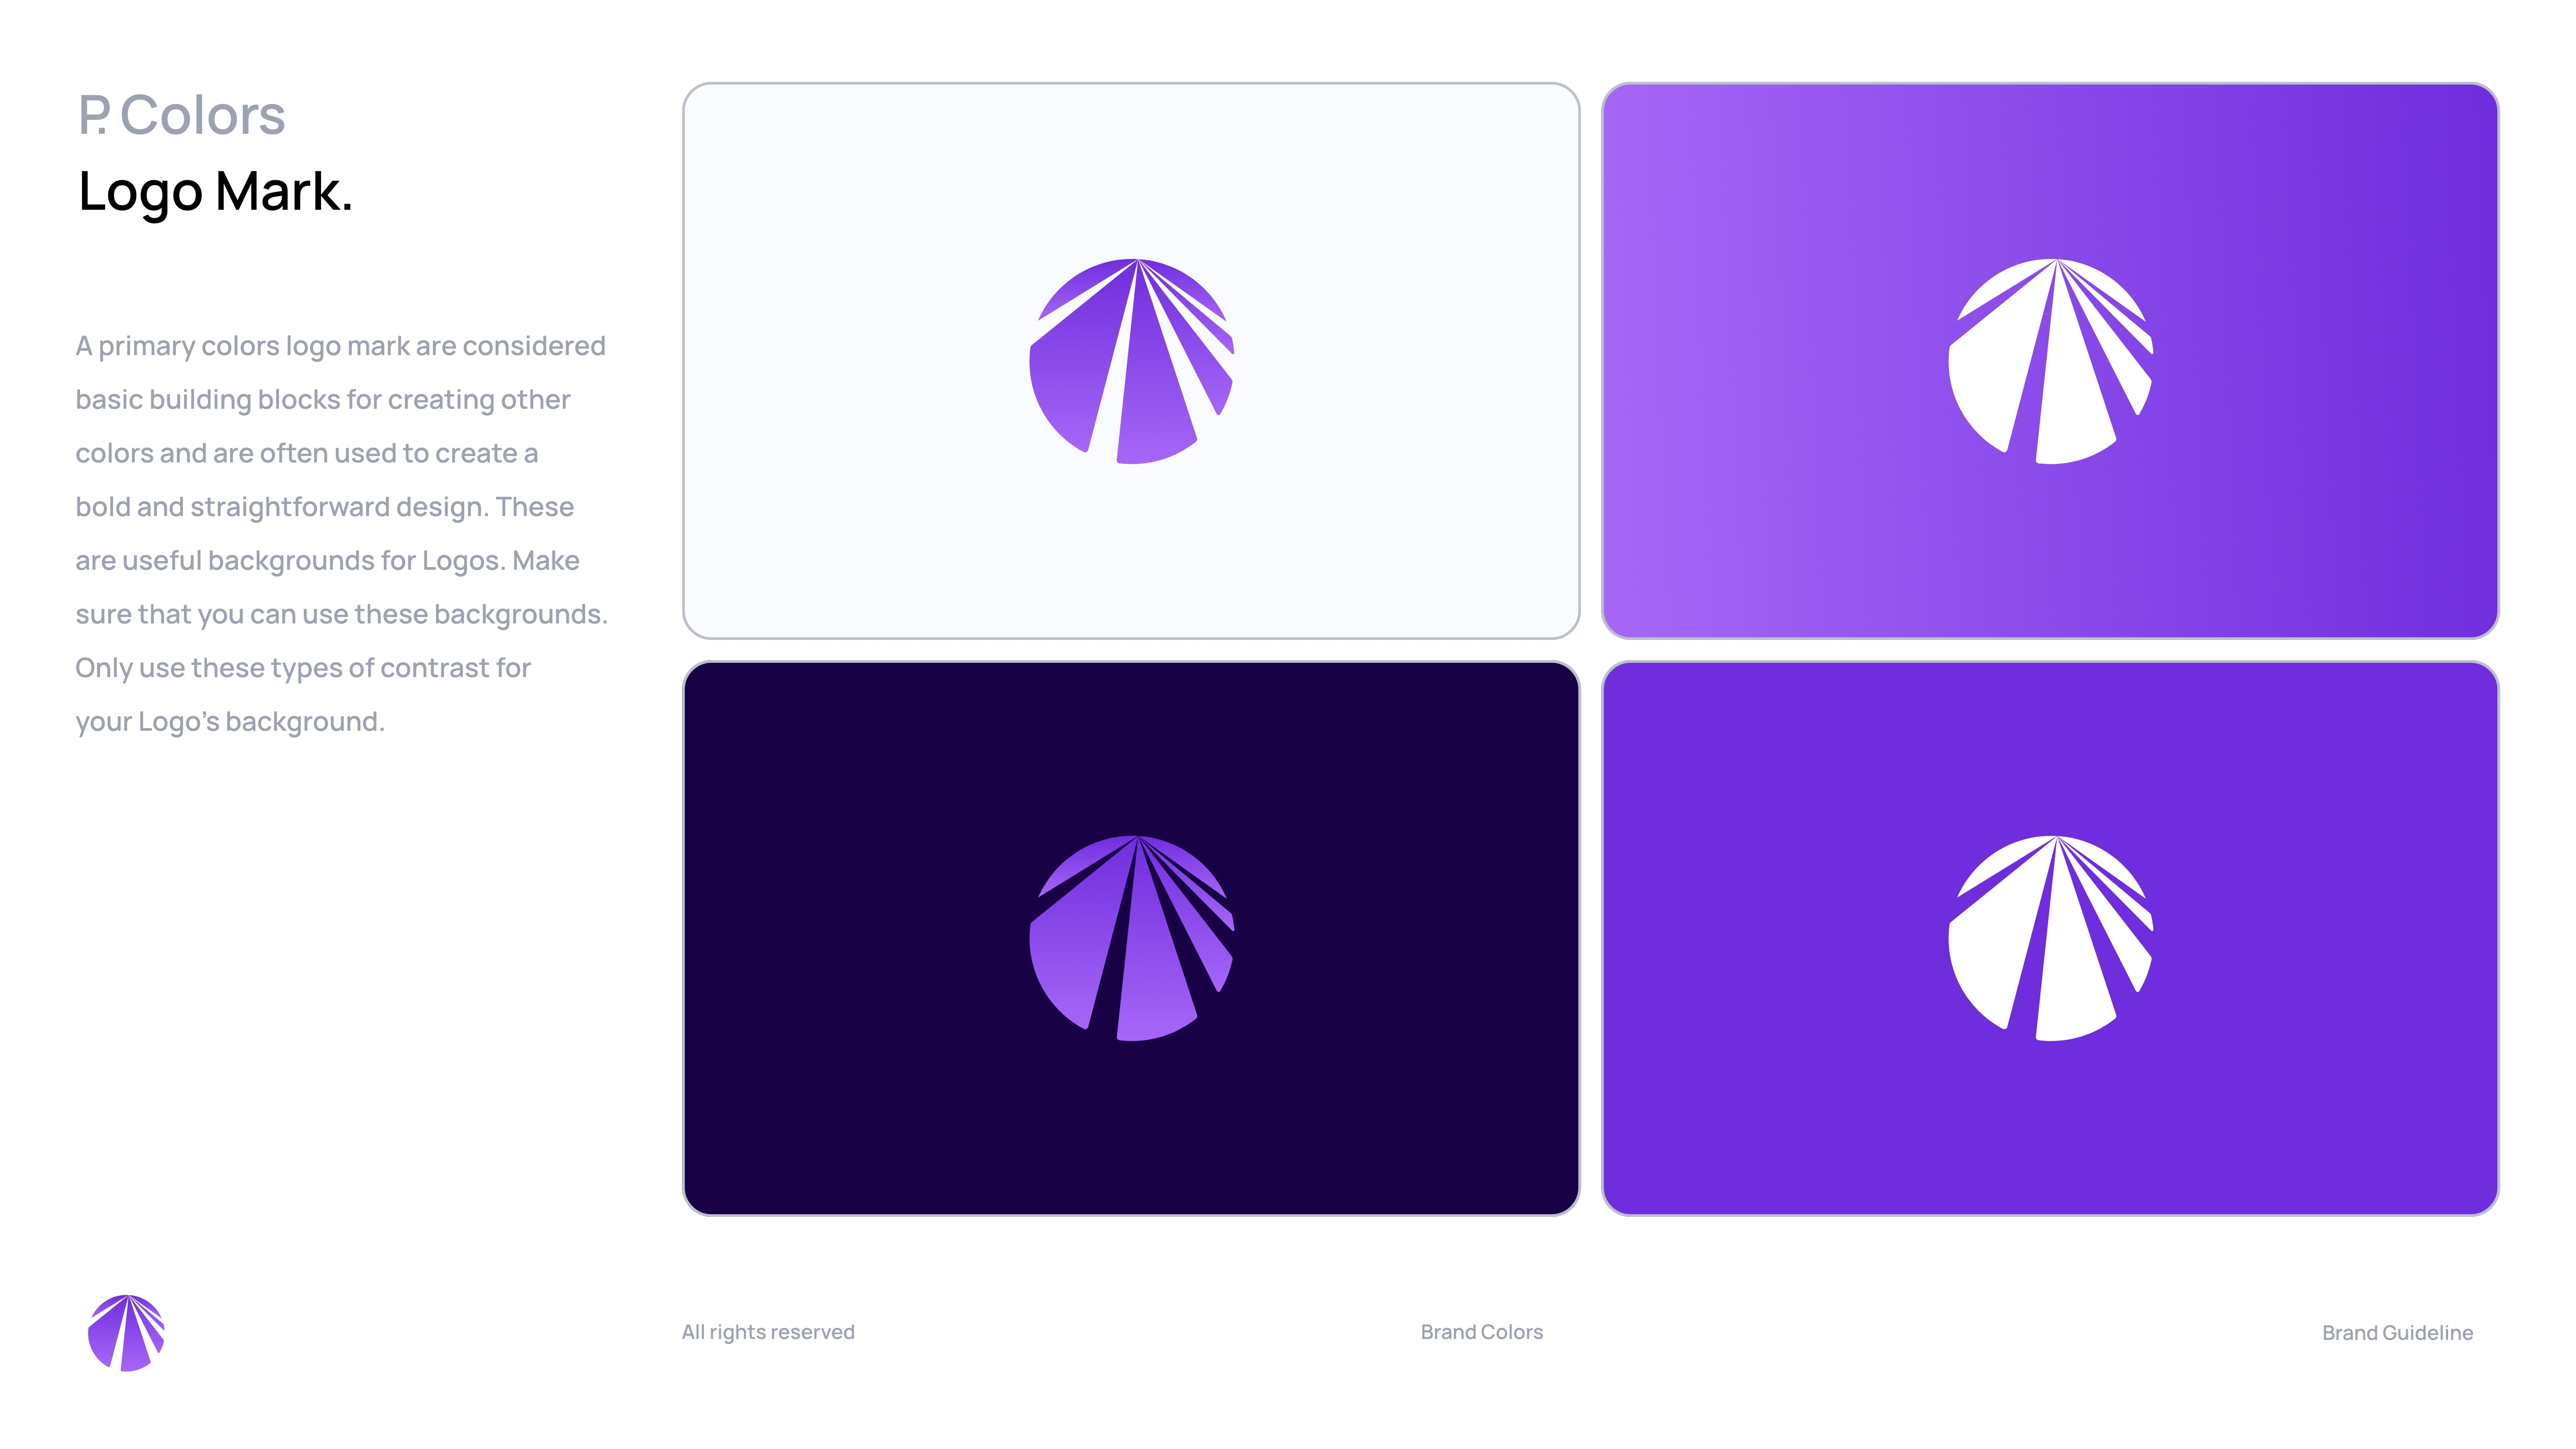 P. Colors
Logo Mark.
A primary colors logo mark are considered
basic building blocks for creating other
colors and are often used to create a
bold and straightforward design. These
are useful backgrounds for Logos. Make
sure that you can use these backgrounds.
Only use these types of contrast for
your Logo’s background.
All rights reserved
Brand Colors
Brand Guideline